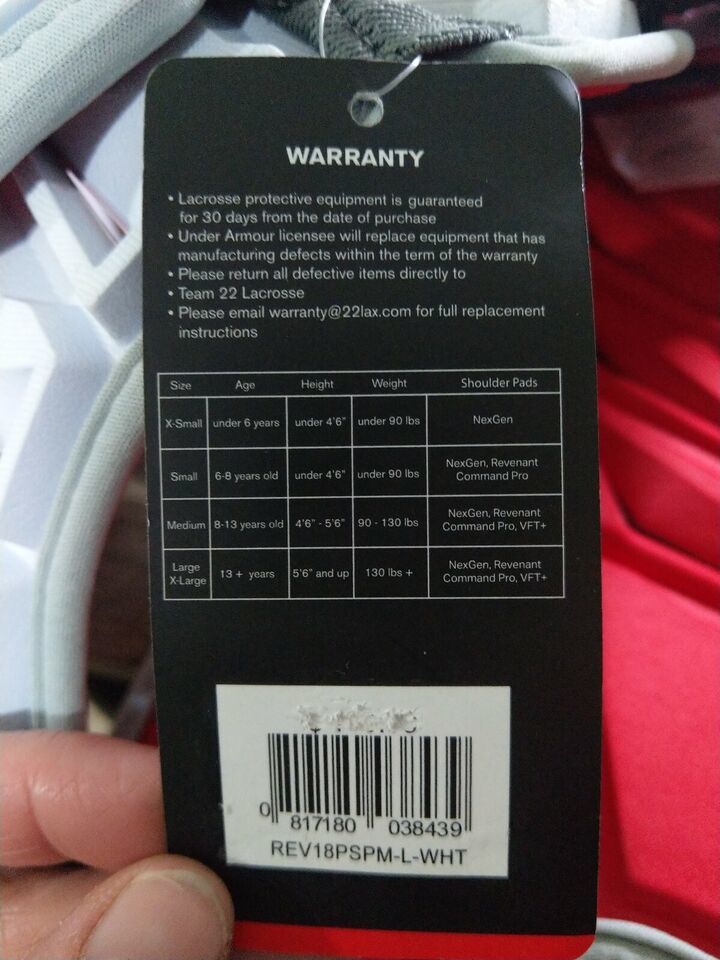 WARRANTY
• Lacrosse protective equipment is guaranteed
for 30 days from the date of purchase
• Under Armour licensee will replace equipment that has
manufacturing defects within the term of the warranty
• Please return all defective items directly to
• Team 22 Lacrosse
• Please email warranty@22lax.com for full replacement
instructions
Size Age Height Weight Shoulder Pads
X-Small under 6 years under 4'6" under 90 lbs NexGen
Small 6-8 years old under 4'6" under 90 lbs NexGen, Revenant
Command Pro
Medium 8-13 years old 4'6" - 5'6" 90 - 130 lbs NexGen, Revenant
Command Pro, VFT+
Large
X-Large 13 + years 5'6" and up 130 lbs + NexGen, Revenant
Command Pro, VFT+
0 817180 038439
REV18PSPM-L-WHT